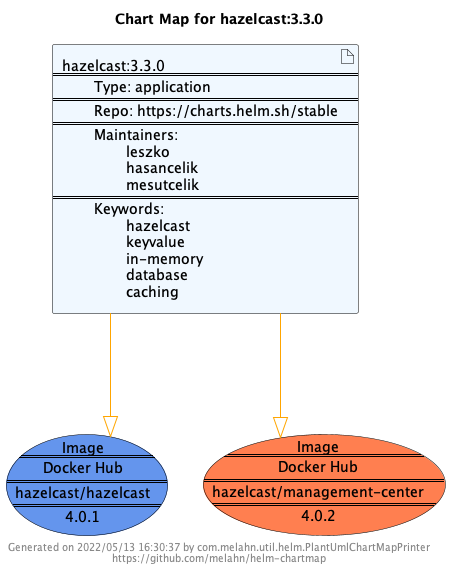 Chart Map for hazelcast:3.3.0
hazelcast:3.3.0
Type: application
Repo: https://charts.helm.sh/stable
Maintainers:
leszko
hasancelik
mesutcelik
Keywords:
hazelcast
keyvalue
in-memory
database
caching
Image
Docker Hub
hazelcast/hazelcast
4.0.1
Image
Docker Hub
hazelcast/management-center
4.0.2
Generated on 2022/05/13 16:30:37 by com.melahn.util.helm.PlantUmlChartMapPrinter
https://github.com/melahn/helm-chartmap